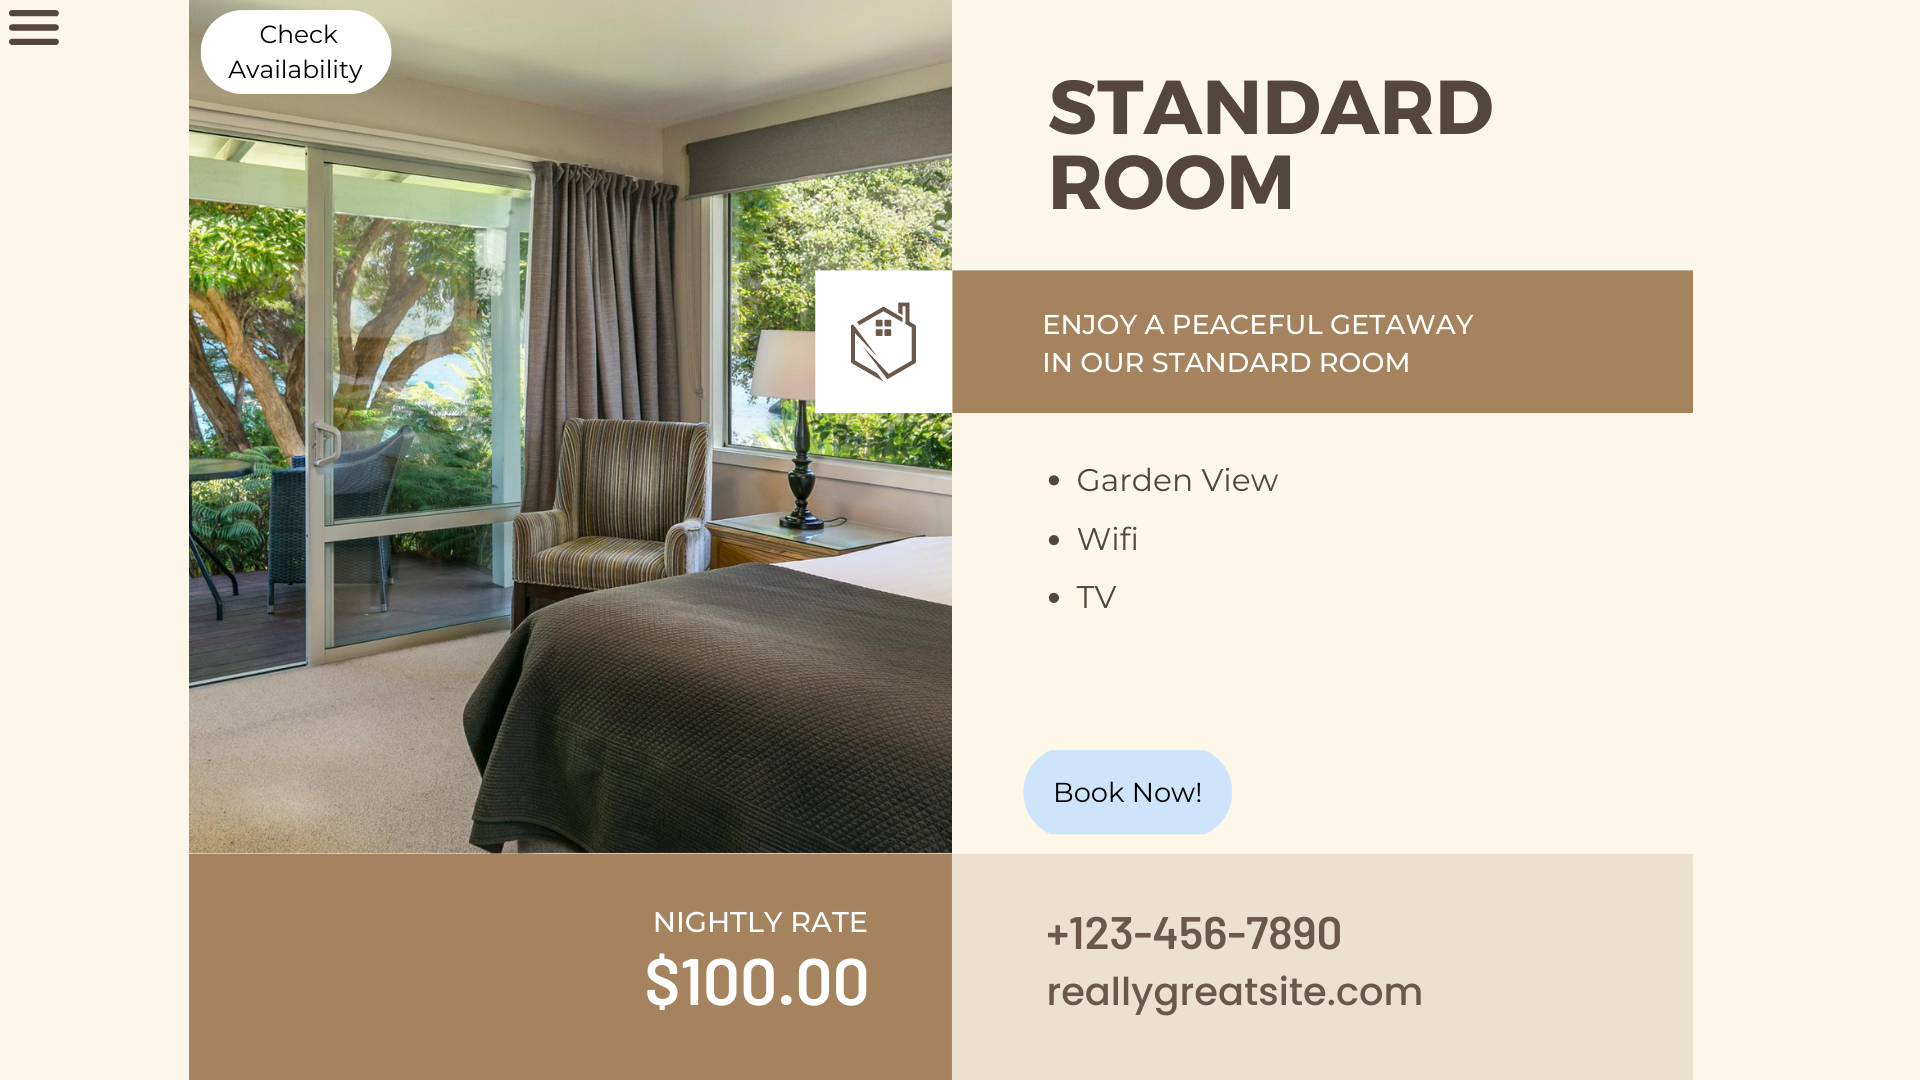 Check
Availability
STANDARD
ROOM
ENJOY A PEACEFUL GETAWAY
IN OUR STANDARD ROOM
• Garden View
• Wifi
• TV
Book Now!
NIGHTLY RATE
$100.00
+123-456-7890
reallygreatsite.com